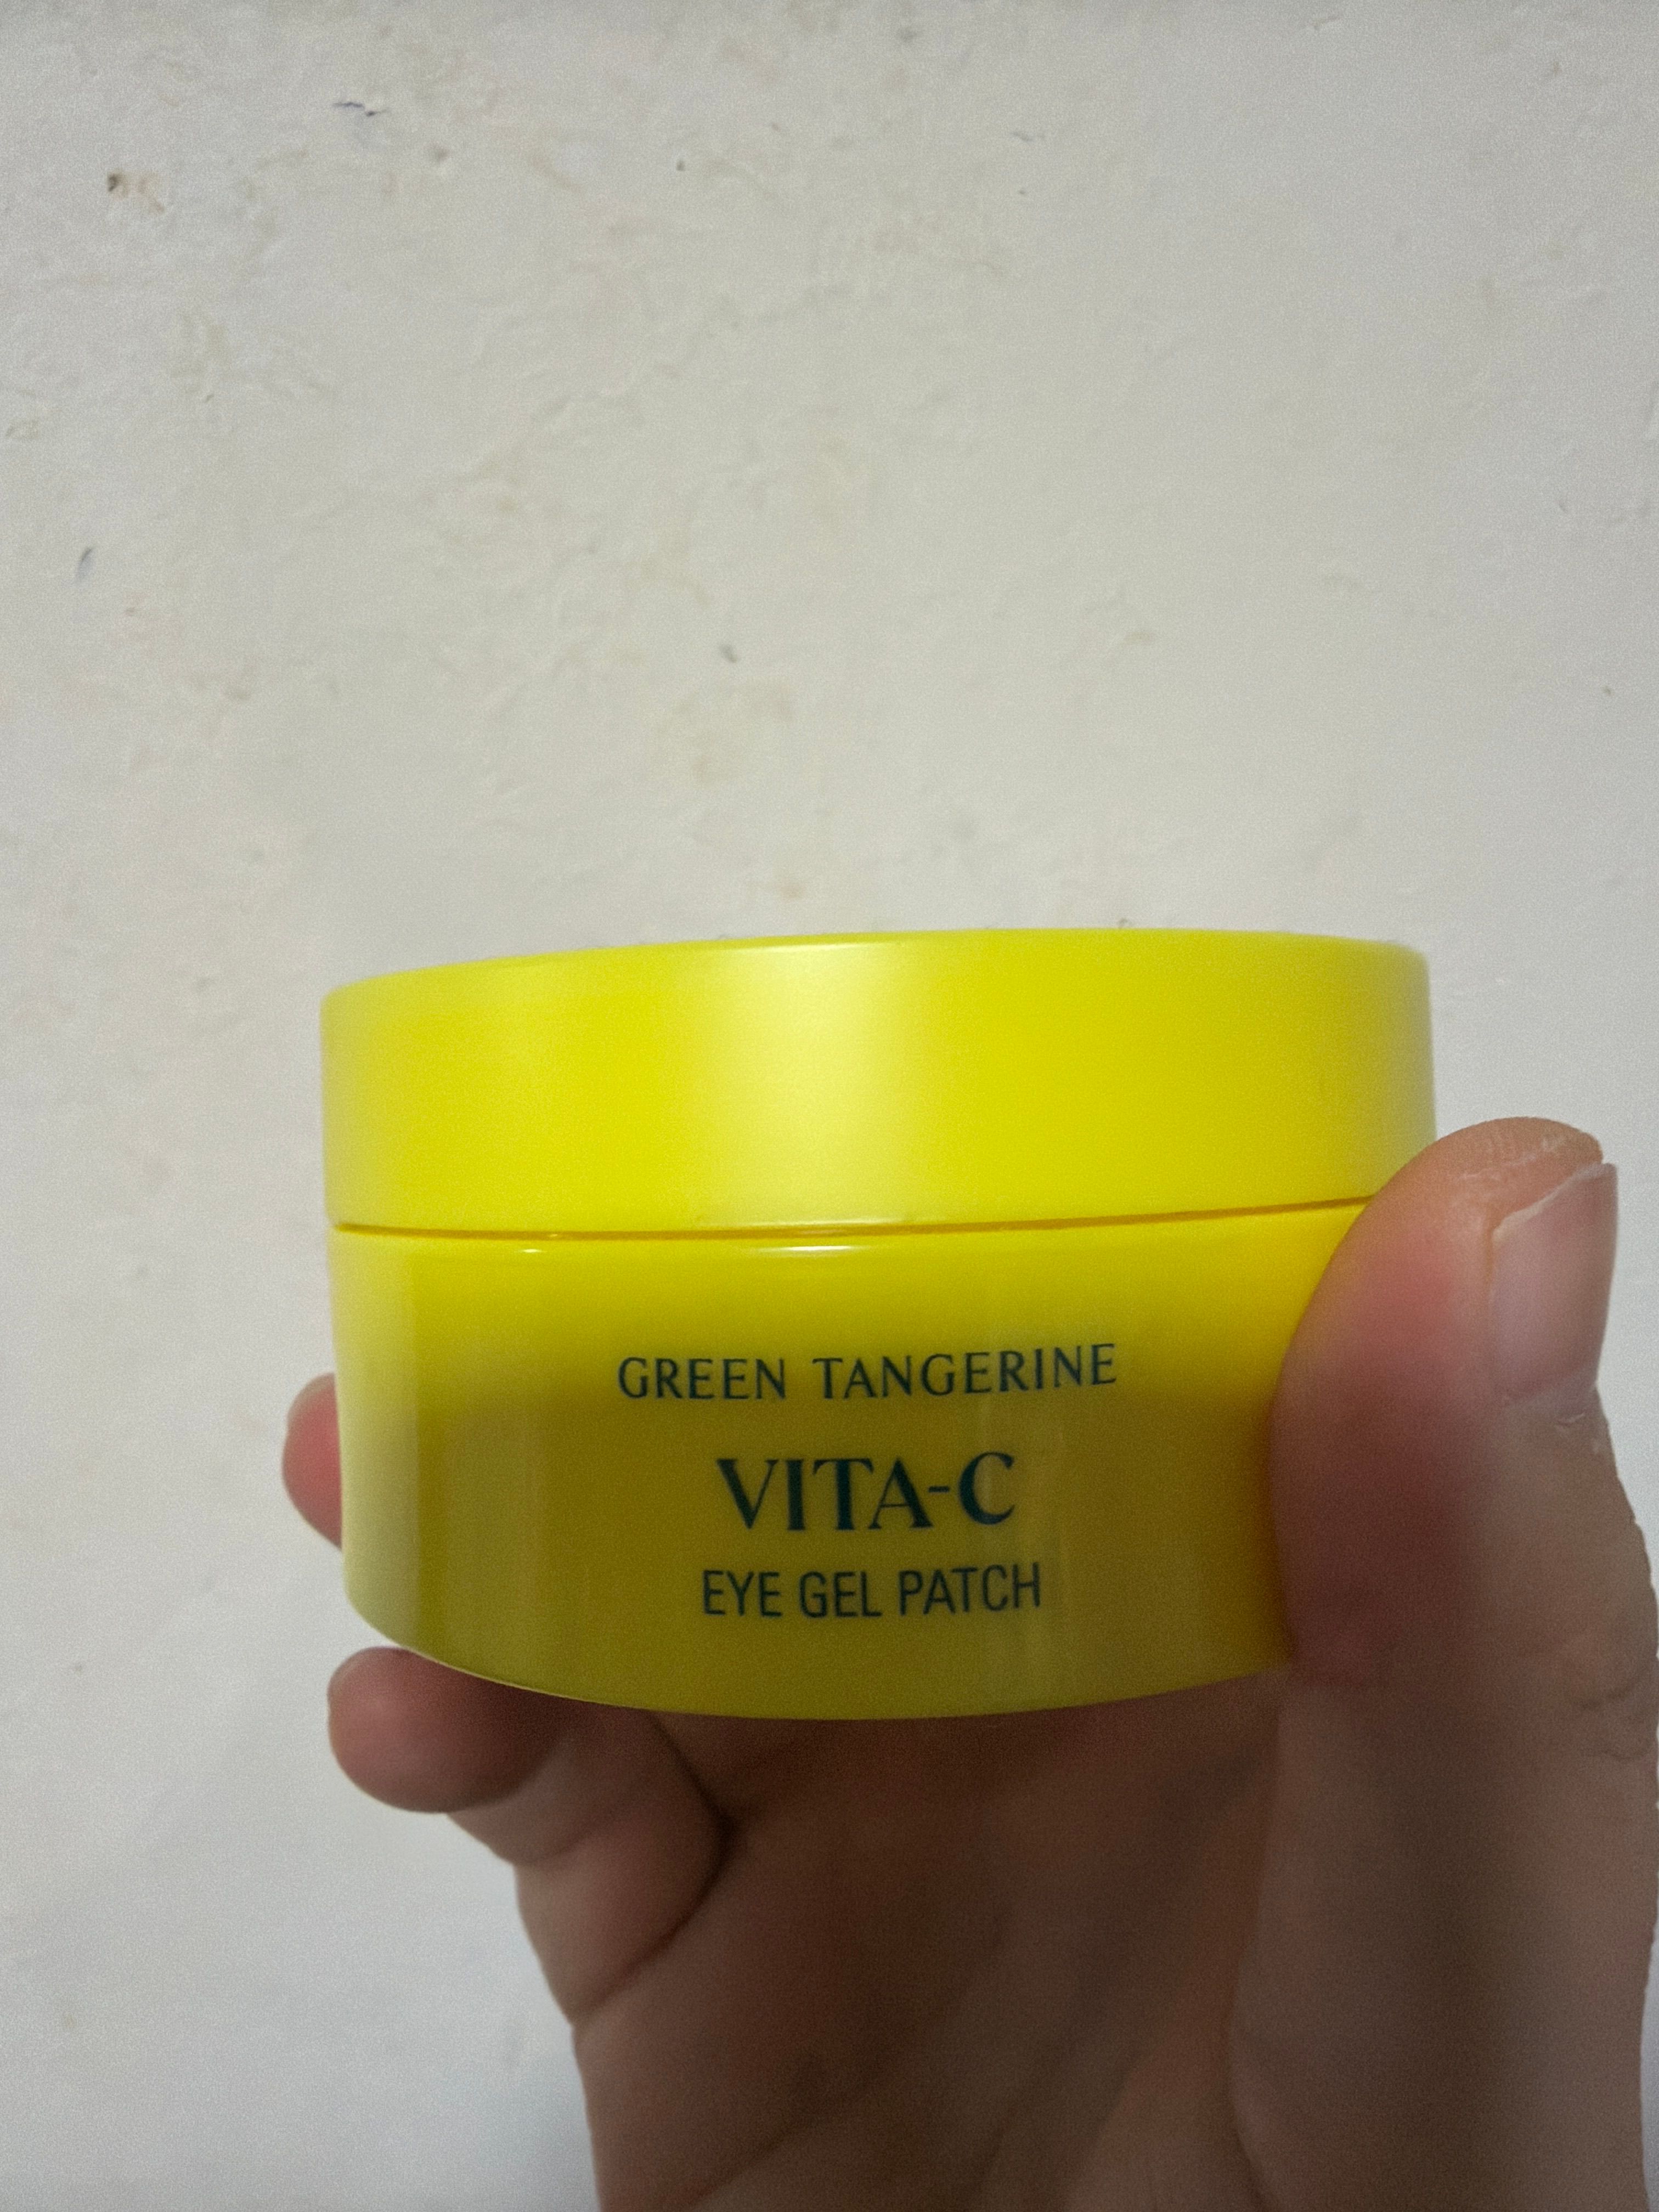 GREEN TANGERINE
VITA-C
EYE GEL PATCH